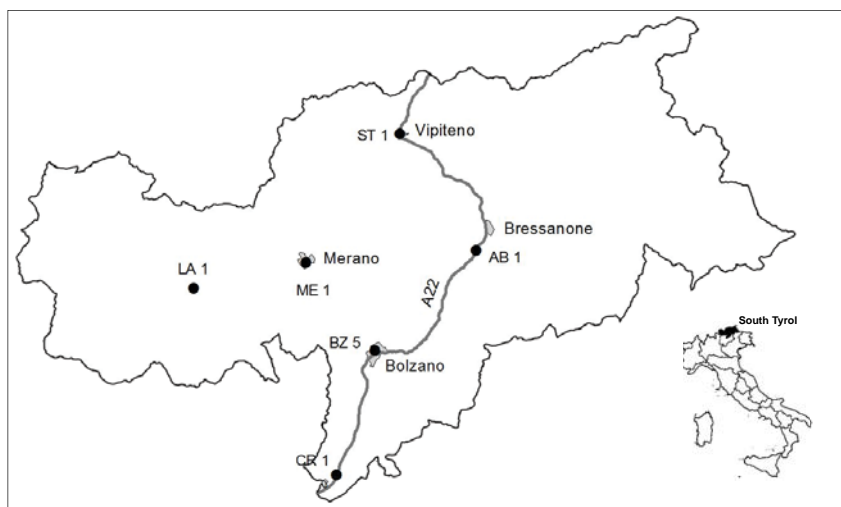 ST 1
Vipiteno
Bressanone
AB 1
Merano
LA 1
ME 1
A22
BZ 5
Bolzano
CR 1
South Tyrol